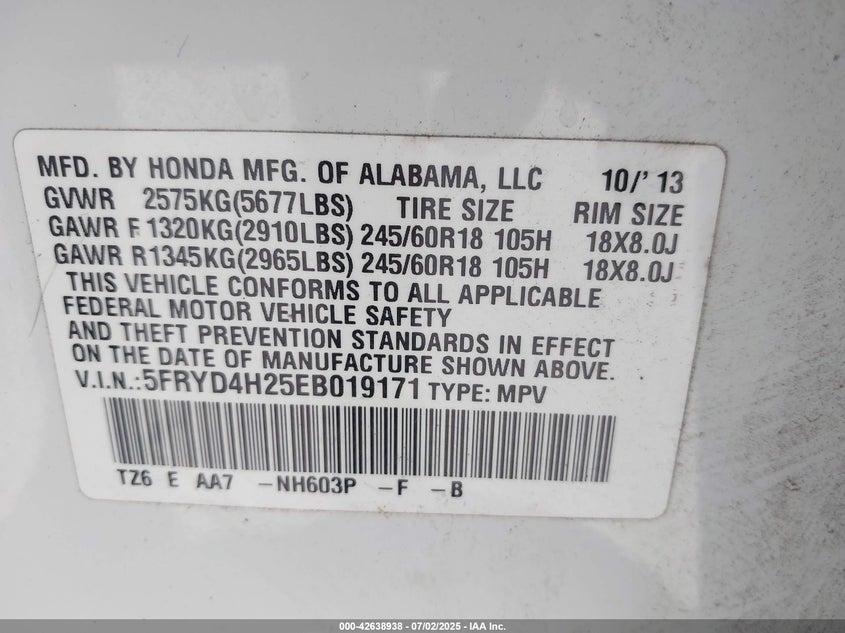 MFD. BY HONDA MFG. OF ALABAMA, LLC 10/' 13
GVWR 2575KG(5677LBS) TIRE SIZE RIM SIZE
GAWR F 1320KG(2910LBS) 245/60R18 105H 18X8.0J
GAWR R1345KG(2965LBS) 245/60R18 105H 18X8.0J
THIS VEHICLE CONFORMS TO ALL APPLICABLE
FEDERAL MOTOR VEHICLE SAFETY
AND THEFT PREVENTION STANDARDS IN EFFECT
ON THE DATE OF MANUFACTURE SHOWN ABOVE.
V.I.N.:5FRYD4H25EB019171 TYPE: MPV
TZ6 E AA7 -NH603P -F -B
000-42638938 - 07/02/2025 - IAA Inc.